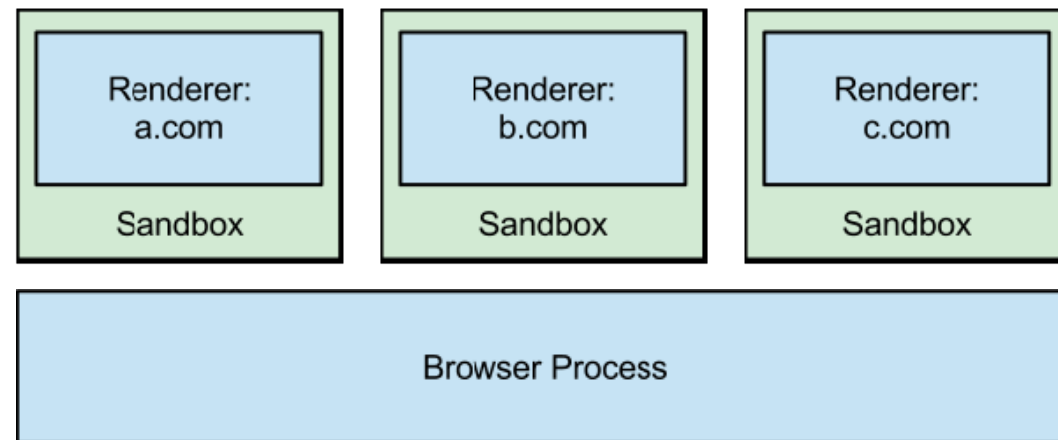 Renderer:
a.com
Sandbox
Renderer:
b.com
Sandbox
Renderer:
c.com
Sandbox
Browser Process